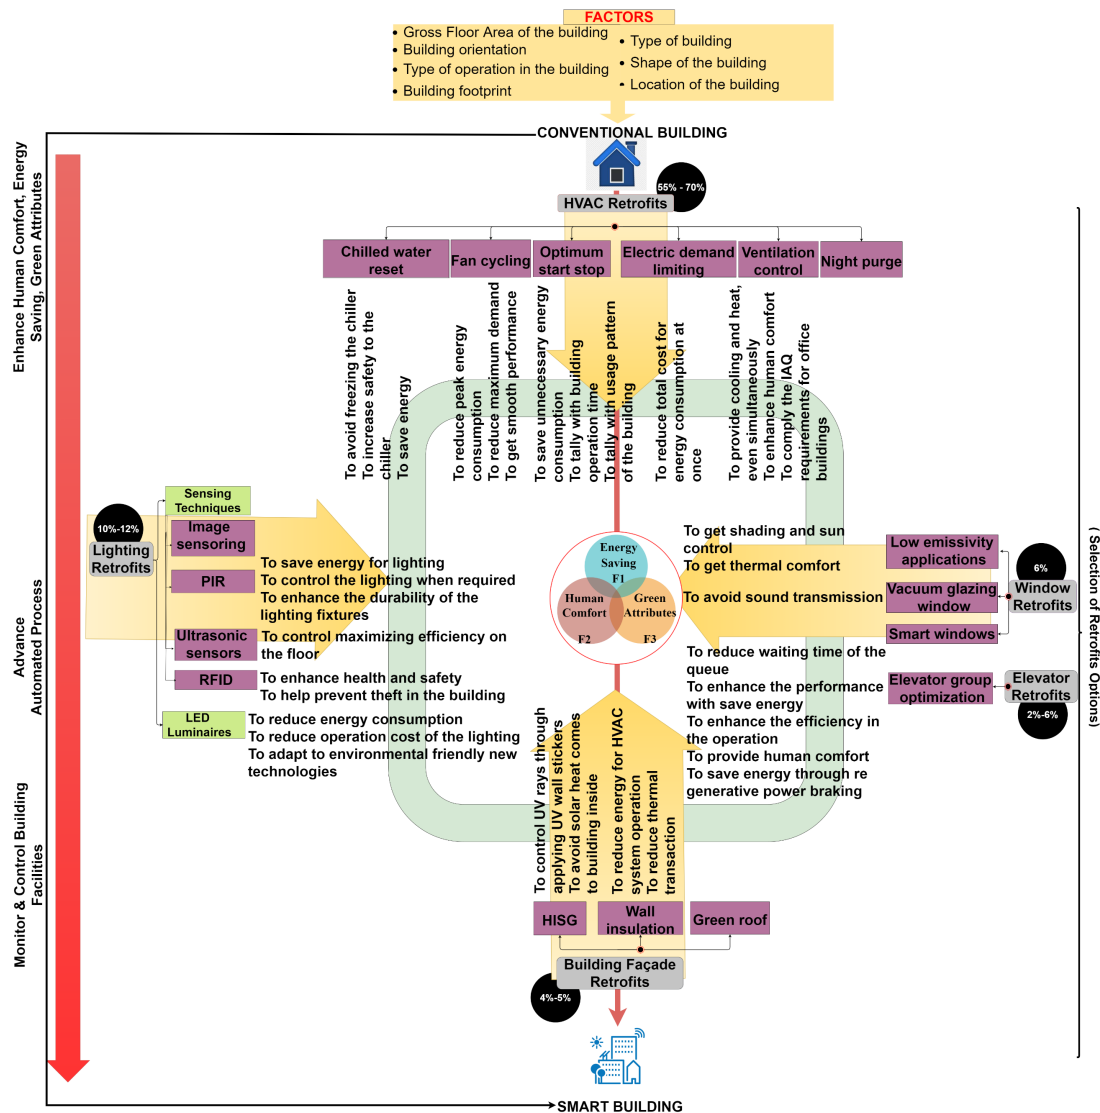 FACTORS
Gross Floor Area of the building
Building orientation
Type of operation in the building
Building footprint
Type of building
Shape of the building
Location of the building
CONVENTIONAL BUILDING
55% - 70%
HVAC Retrofits
Chilled water
reset
Fan cycling
Optimum
start stop
Electric demand
limiting
Ventilation
control
Night purge
To avoid freezing the chiller
To increase safety to the
chiller
To save energy
To reduce peak energy
consumption
To reduce maximum demand
To get smooth performance
To save unnecessary energy
consumption
To tally with building
operation time
To tally with usage pattern
of the building
To reduce total cost for
energy consumption at
once
To provide cooling and heat,
even simultaneously
To enhance human comfort
To comply the IAQ
requirements for office
buildings
Enhance Human Comfort, Energy
Saving, Green Attributes
Advance
Automated Process
Monitor & Control Building
Facilities
10%-12%
Lighting
Retrofits
Sensing
Techniques
Image
sensoring
PIR
To save energy for lighting
To control the lighting when required
To enhance the durability of the
lighting fixtures
Ultrasonic
sensors
To control maximizing efficiency on
the floor
RFID
To enhance health and safety
To help prevent theft in the building
LED
Luminaires
To reduce energy consumption
To reduce operation cost of the lighting
To adapt to environmental friendly new
technologies
Energy
Saving
F1
Human
Comfort
F2
Green
Attributes
F3
To get shading and sun
control
To get thermal comfort
To avoid sound transmission
Low emissivity
applications
Vacuum glazing
window
Smart windows
6%
Window
Retrofits
To reduce waiting time of the
queue
To enhance the performance
with save energy
To enhance the efficiency in
the operation
To provide human comfort
To save energy through re
generative power braking
Elevator group
optimization
Elevator
Retrofits
2%-6%
( Selection of Retrofits Options)
To control UV rays through
applying UV wall stickers
To avoid solar heat comes
to building inside
To reduce energy for HVAC
system operation
To reduce thermal
transaction
HISG
Wall
insulation
Green roof
Building Façade
Retrofits
4%-5%
SMART BUILDING